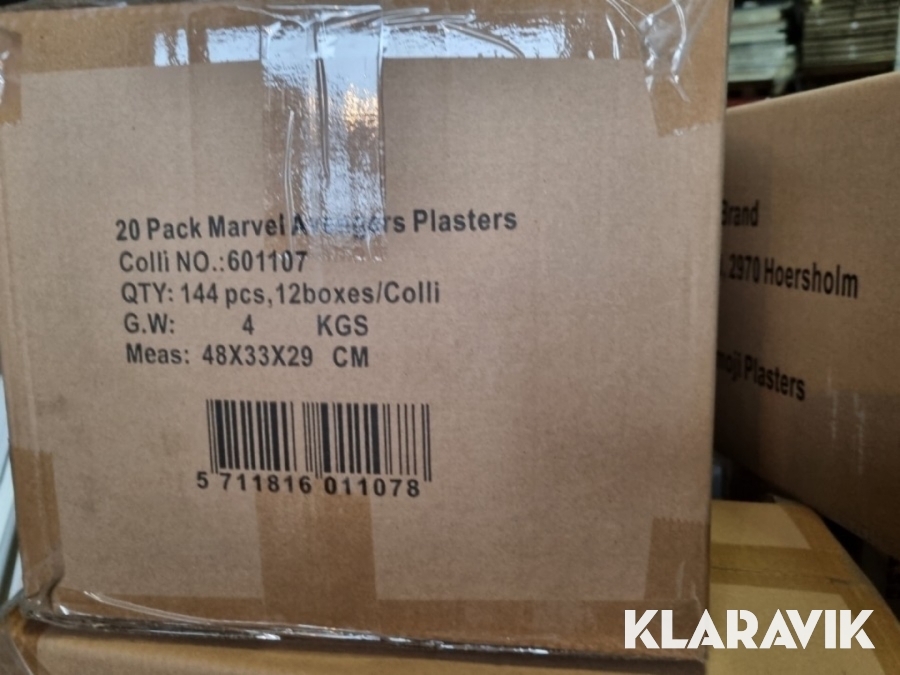 20 Pack Marvel Avengers Plasters
Colli NO.:601107
QTY: 144 pcs,12boxes/Colli
G.W: 4 KGS
Meas: 48X33X29 CM
5 711816 011078
Brand
2970 Hoersholm
Plasters
KLARAVIK